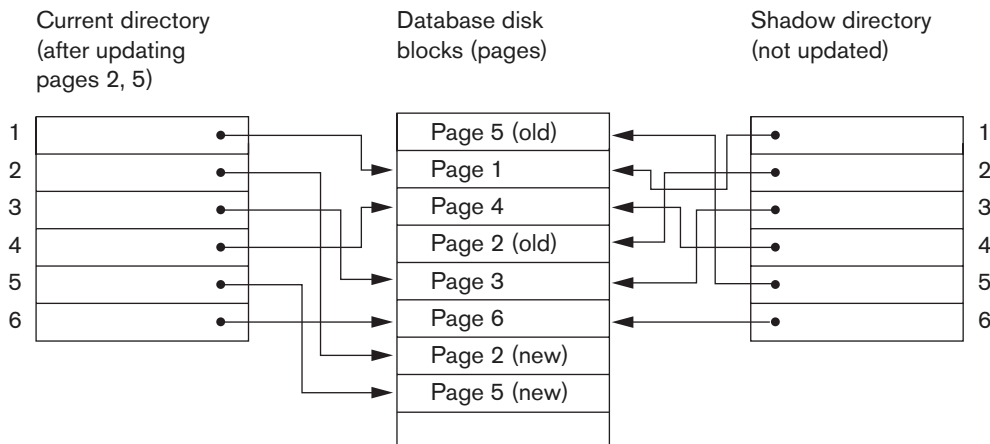 Current directory
(after updating
pages 2, 5)
Database disk
blocks (pages)
Shadow directory
(not updated)
1
2
3
4
5
6
Page 5 (old)
Page 1
Page 4
Page 2 (old)
Page 3
Page 6
Page 2 (new)
Page 5 (new)
1
2
3
4
5
6